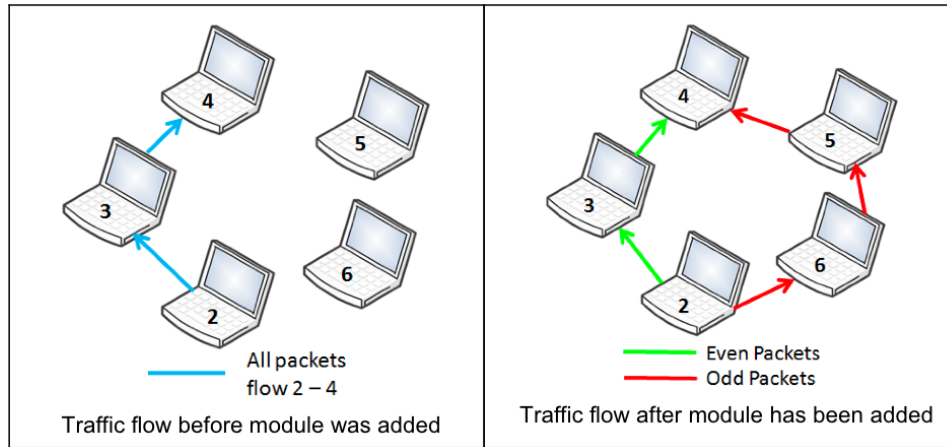 4
5
3
6
2
All packets
flow 2 – 4
Traffic flow before module was added
4
5
3
6
2
Even Packets
Odd Packets
Traffic flow after module has been added